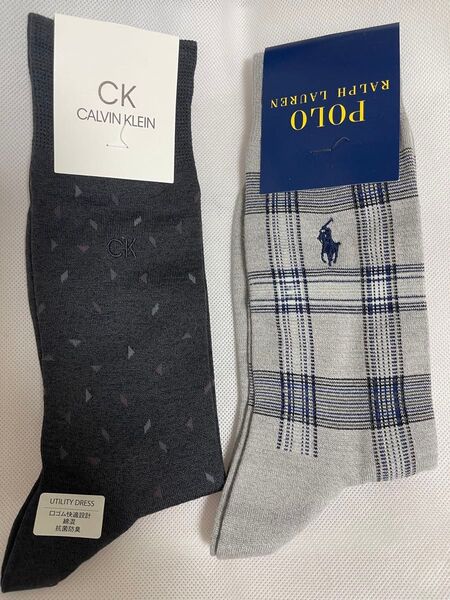 CK
CALVIN KLEIN
CK
UTILITY DRESS
口ゴム快適設計
綿混
抗菌防臭
POLO
RALPH LAUREN